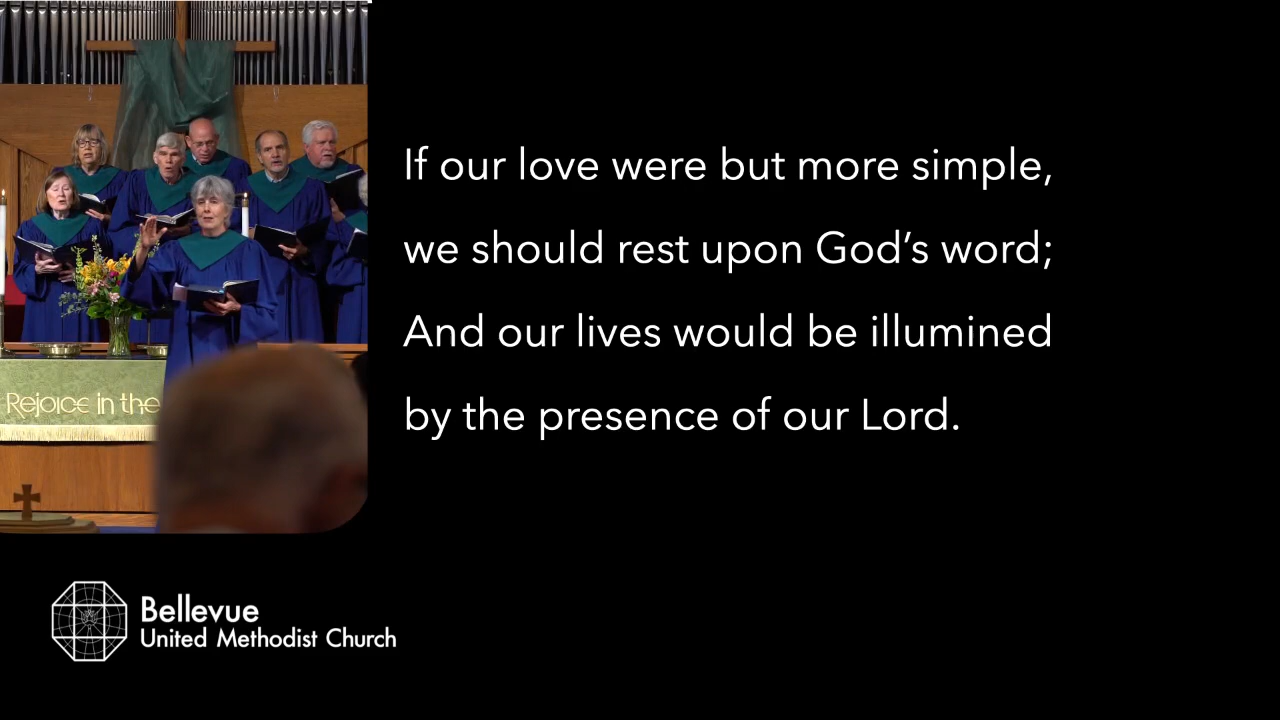 If our love were but more simple,
we should rest upon God’s word;
And our lives would be illumined
by the presence of our Lord.
Rejoice in the
Bellevue
United Methodist Church